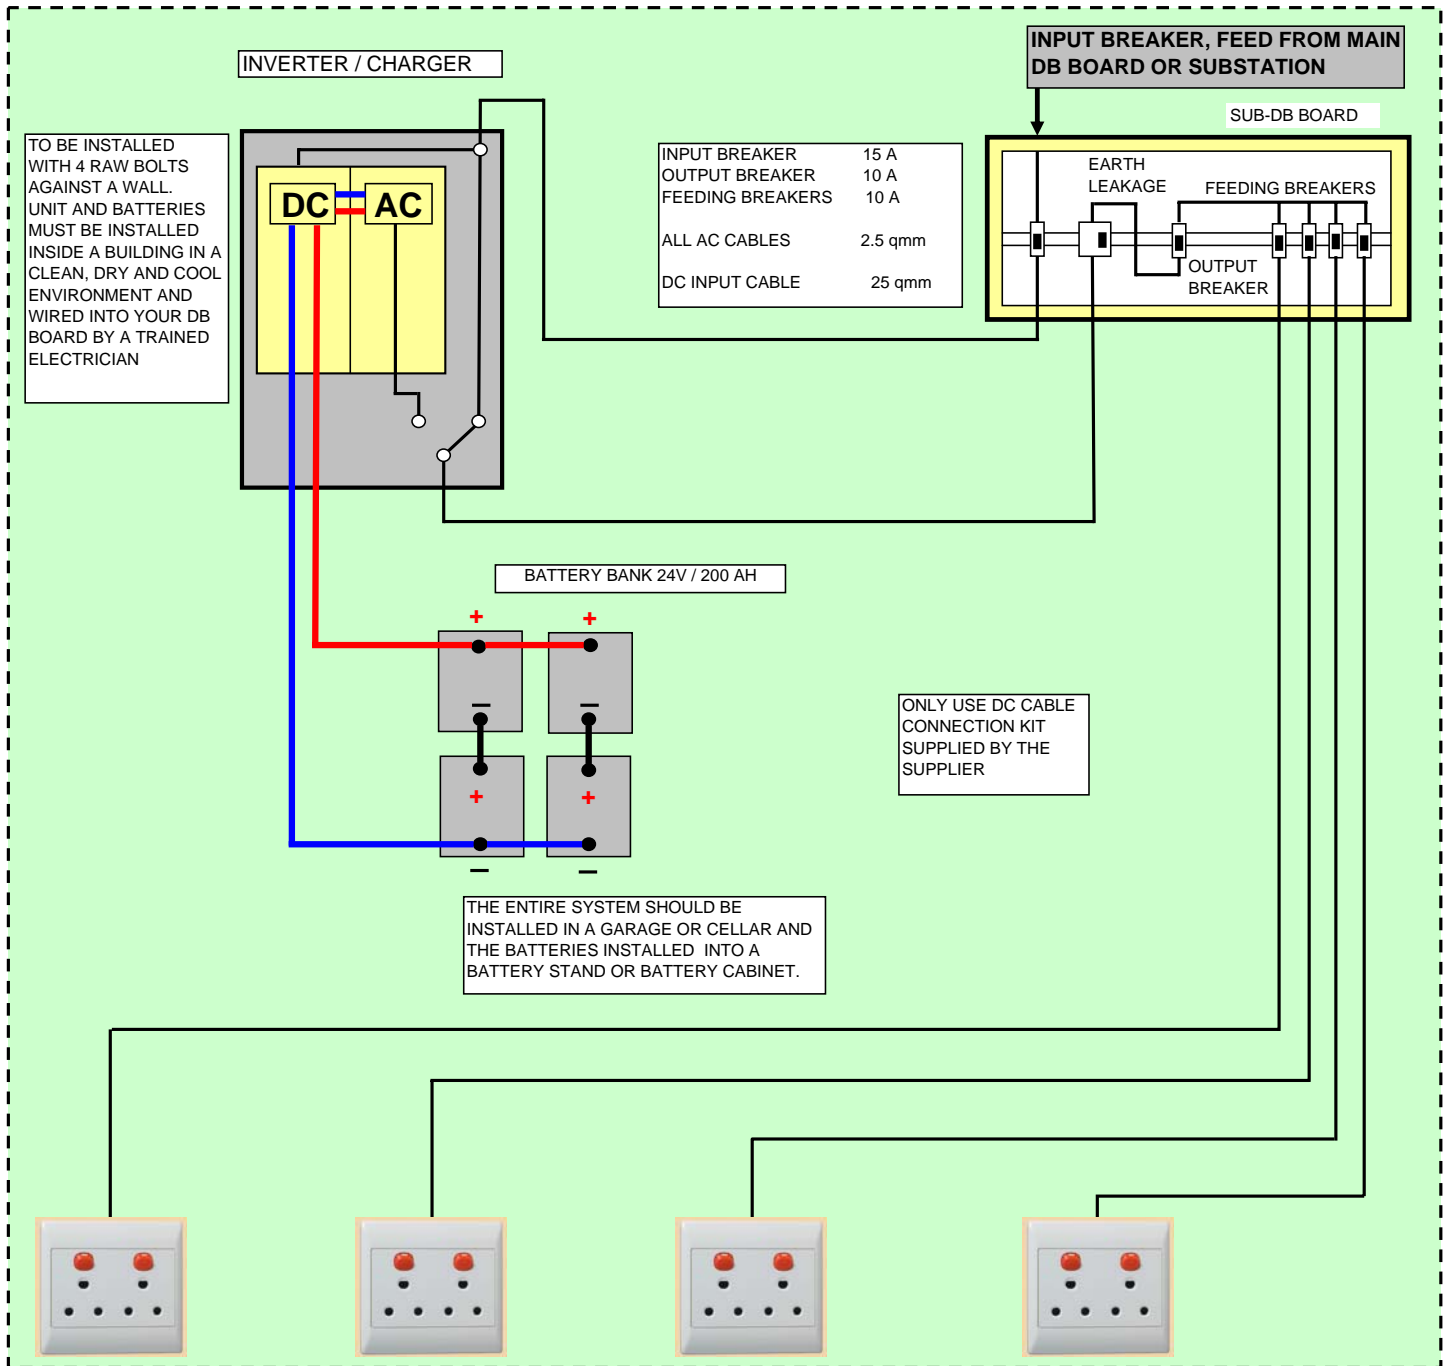 INPUT BREAKER, FEED FROM MAIN
DB BOARD OR SUBSTATION
INVERTER / CHARGER
SUB-DB BOARD
TO BE INSTALLED
WITH 4 RAW BOLTS
AGAINST A WALL.
UNIT AND BATTERIES
MUST BE INSTALLED
INSIDE A BUILDING IN A
CLEAN, DRY AND COOL
ENVIRONMENT AND
WIRED INTO YOUR DB
BOARD BY A TRAINED
ELECTRICIAN
DC AC
INPUT BREAKER 15 A
OUTPUT BREAKER 10 A
FEEDING BREAKERS 10 A
ALL AC CABLES 2.5 qmm
DC INPUT CABLE 25 qmm
EARTH
LEAKAGE
FEEDING BREAKERS
OUTPUT
BREAKER
BATTERY BANK 24V / 200 AH
+ +
– –
+ +
– –
ONLY USE DC CABLE
CONNECTION KIT
SUPPLIED BY THE
SUPPLIER
THE ENTIRE SYSTEM SHOULD BE
INSTALLED IN A GARAGE OR CELLAR AND
THE BATTERIES INSTALLED INTO A
BATTERY STAND OR BATTERY CABINET.